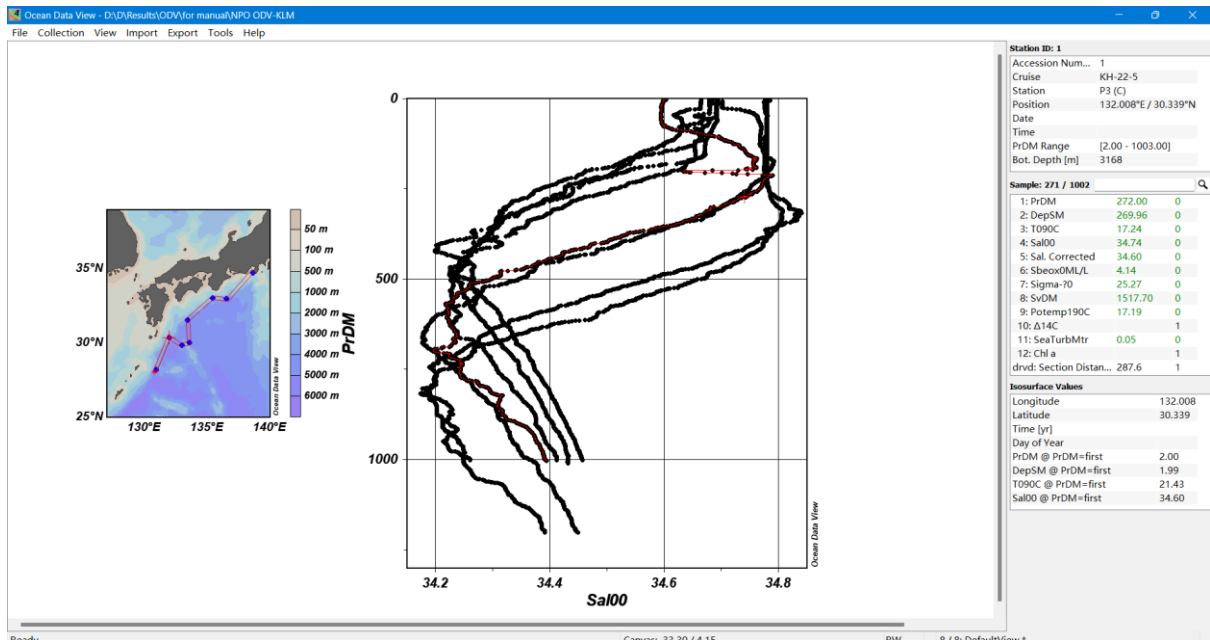 Ocean Data View - D:\D\Results\ODV\for manual\NPO ODV-KLM
File Collection View Import Export Tools Help
35°N
30°N
25°N
130°E 135°E 140°E
Ocean Data View
50 m
100 m
500 m
1000 m
2000 m
3000 m
4000 m
5000 m
6000 m
PrDM
0
500
1000
34.2 34.4 34.6 34.8
Sal00
Ocean Data View
Station ID: 1
Accession Num... 1
Cruise KH-22-5
Station P3 (C)
Position 132.008°E / 30.339°N
Date
Time
PrDM Range [2.00 - 1003.00]
Bot. Depth [m] 3168
Sample: 271 / 1002
1: PrDM 272.00 0
2: DepSM 269.96 0
3: T090C 17.24 0
4: Sal00 34.74 0
5: Sal. Corrected 34.60 0
6: Sbeox0ML/L 4.14 0
7: Sigma-70 25.27 0
8: SvDM 1517.70 0
9: Potemp190C 17.19 0
10: Δ14C 1
11: SeaTurbMtr 0.05 0
12: Chl a 1
drvd: Section Distan... 287.6 1
Isosurface Values
Longitude 132.008
Latitude 30.339
Time [yr]
Day of Year
PrDM @ PrDM=first 2.00
DepSM @ PrDM=first 1.99
T090C @ PrDM=first 21.43
Sal00 @ PrDM=first 34.60
Ready Canvas: 33.30 / 4.15 RW 8 / 8: DefaultView *